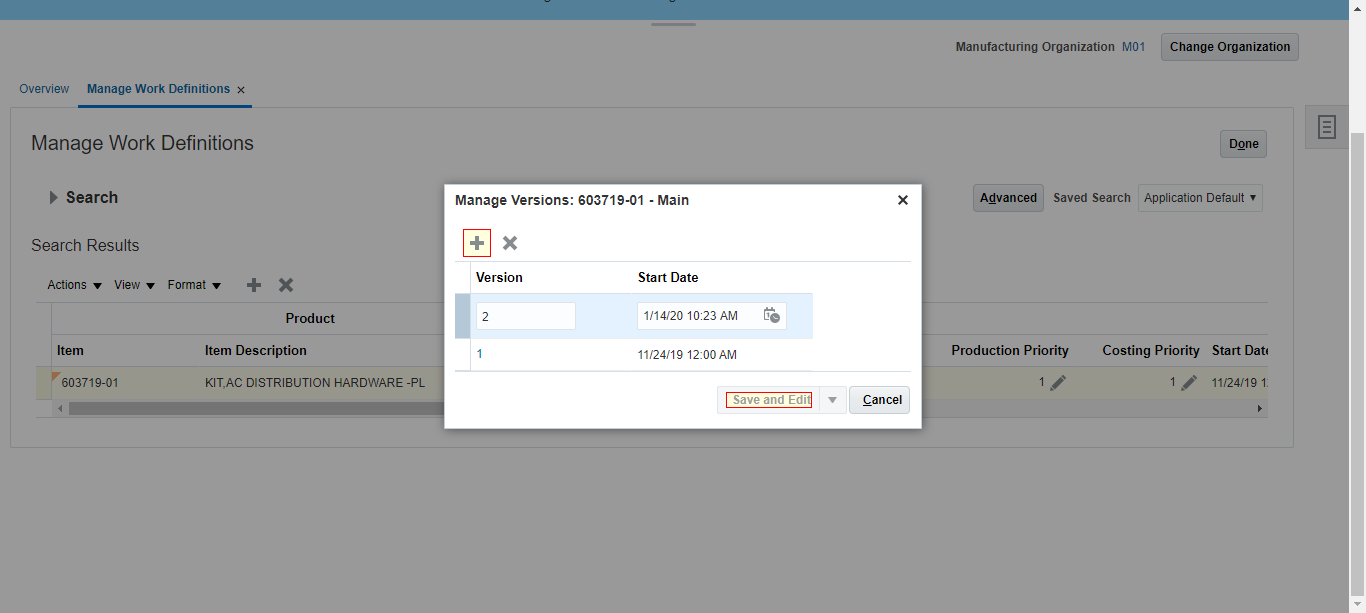 Manufacturing Organization M01 Change Organization
Overview Manage Work Definitions
Manage Work Definitions
Done
Search
Advanced Saved Search Application Default
Search Results
Actions View Format
Product
Item Item Description Production Priority Costing Priority Start Date
603719-01 KIT,AC DISTRIBUTION HARDWARE -PL 1 1 11/24/19 1
Manage Versions: 603719-01 - Main
Version Start Date
2 1/14/20 10:23 AM
1 11/24/19 12:00 AM
Save and Edit Cancel